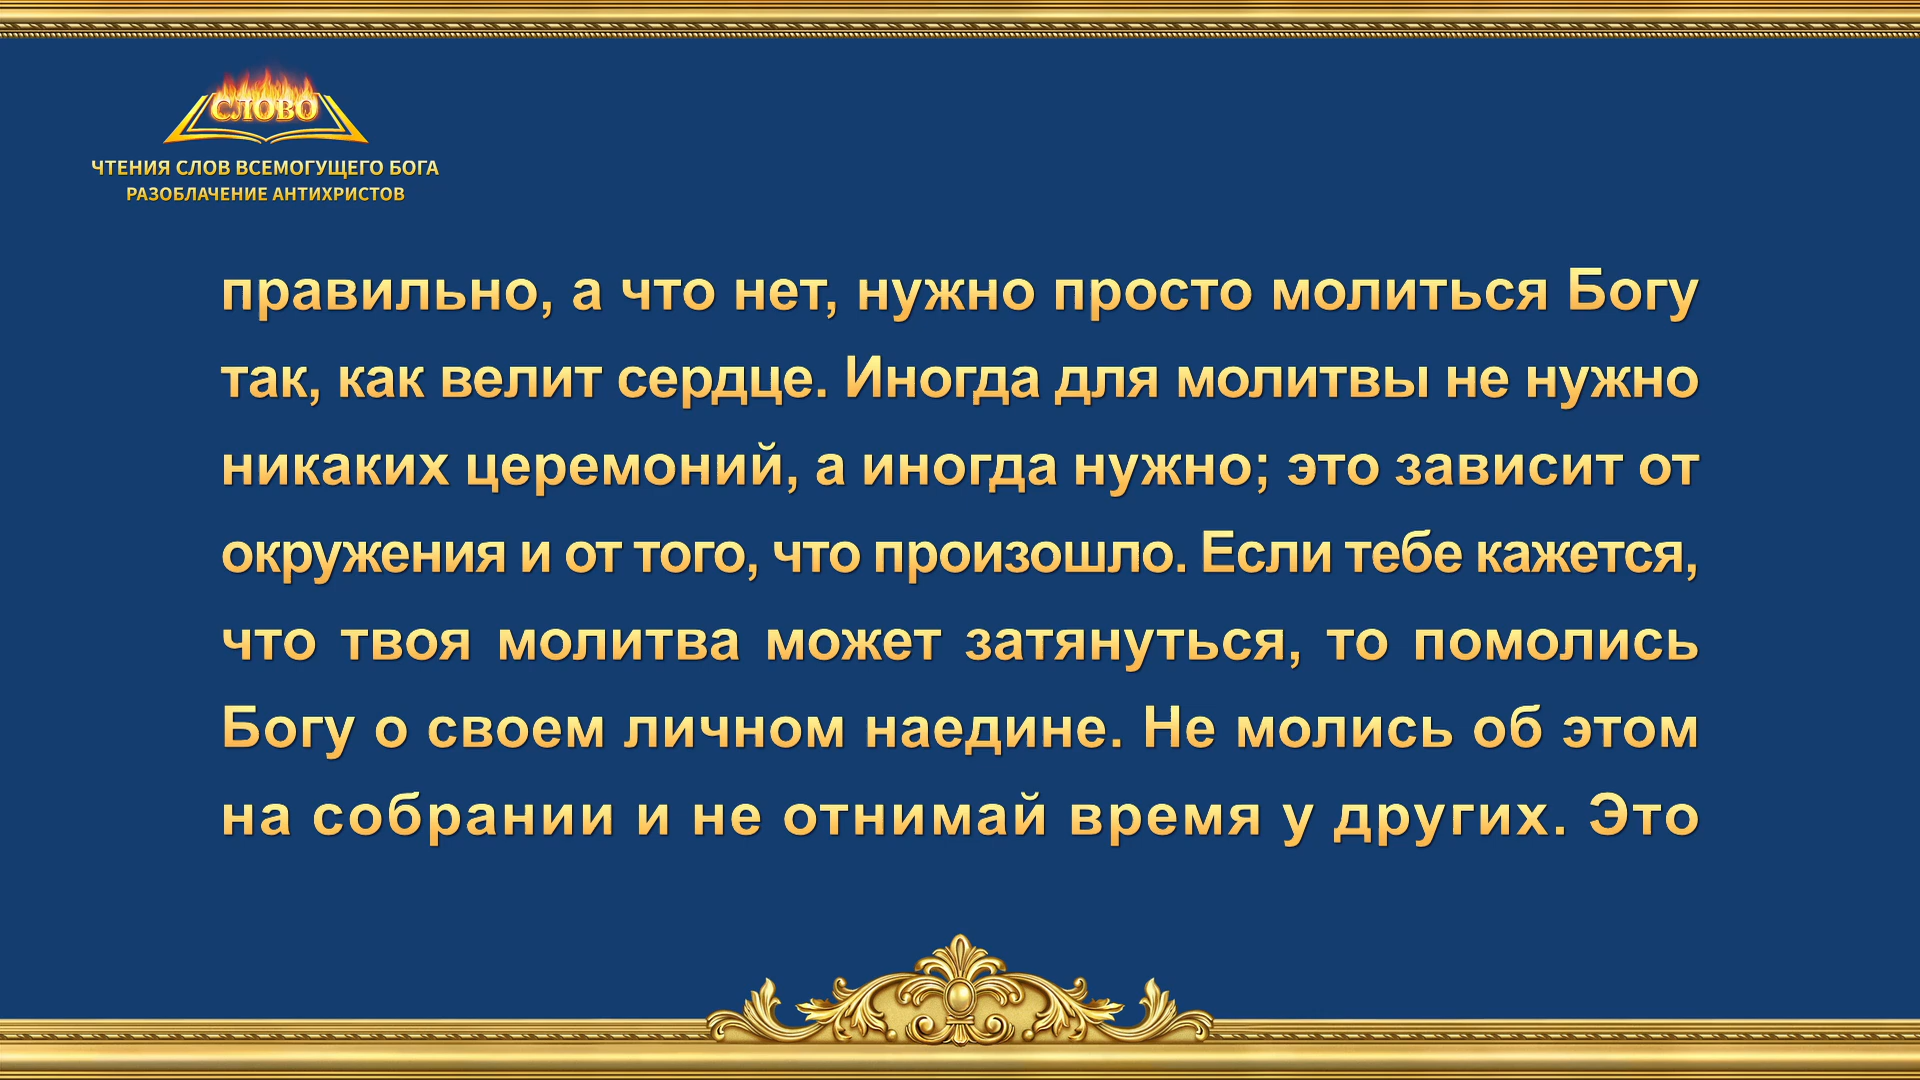 СЛОВО
ЧТЕНИЯ СЛОВ ВСЕМОГУЩЕГО БОГА
РАЗОБЛАЧЕНИЕ АНТИХРИСТОВ
правильно, а что нет, нужно просто молиться Богу
так, как велит сердце. Иногда для молитвы не нужно
никаких церемоний, а иногда нужно; это зависит от
окружения и от того, что произошло. Если тебе кажется,
что твоя молитва может затянуться, то помолись
Богу о своем личном наедине. Не молись об этом
на собрании и не отнимай время у других. Это